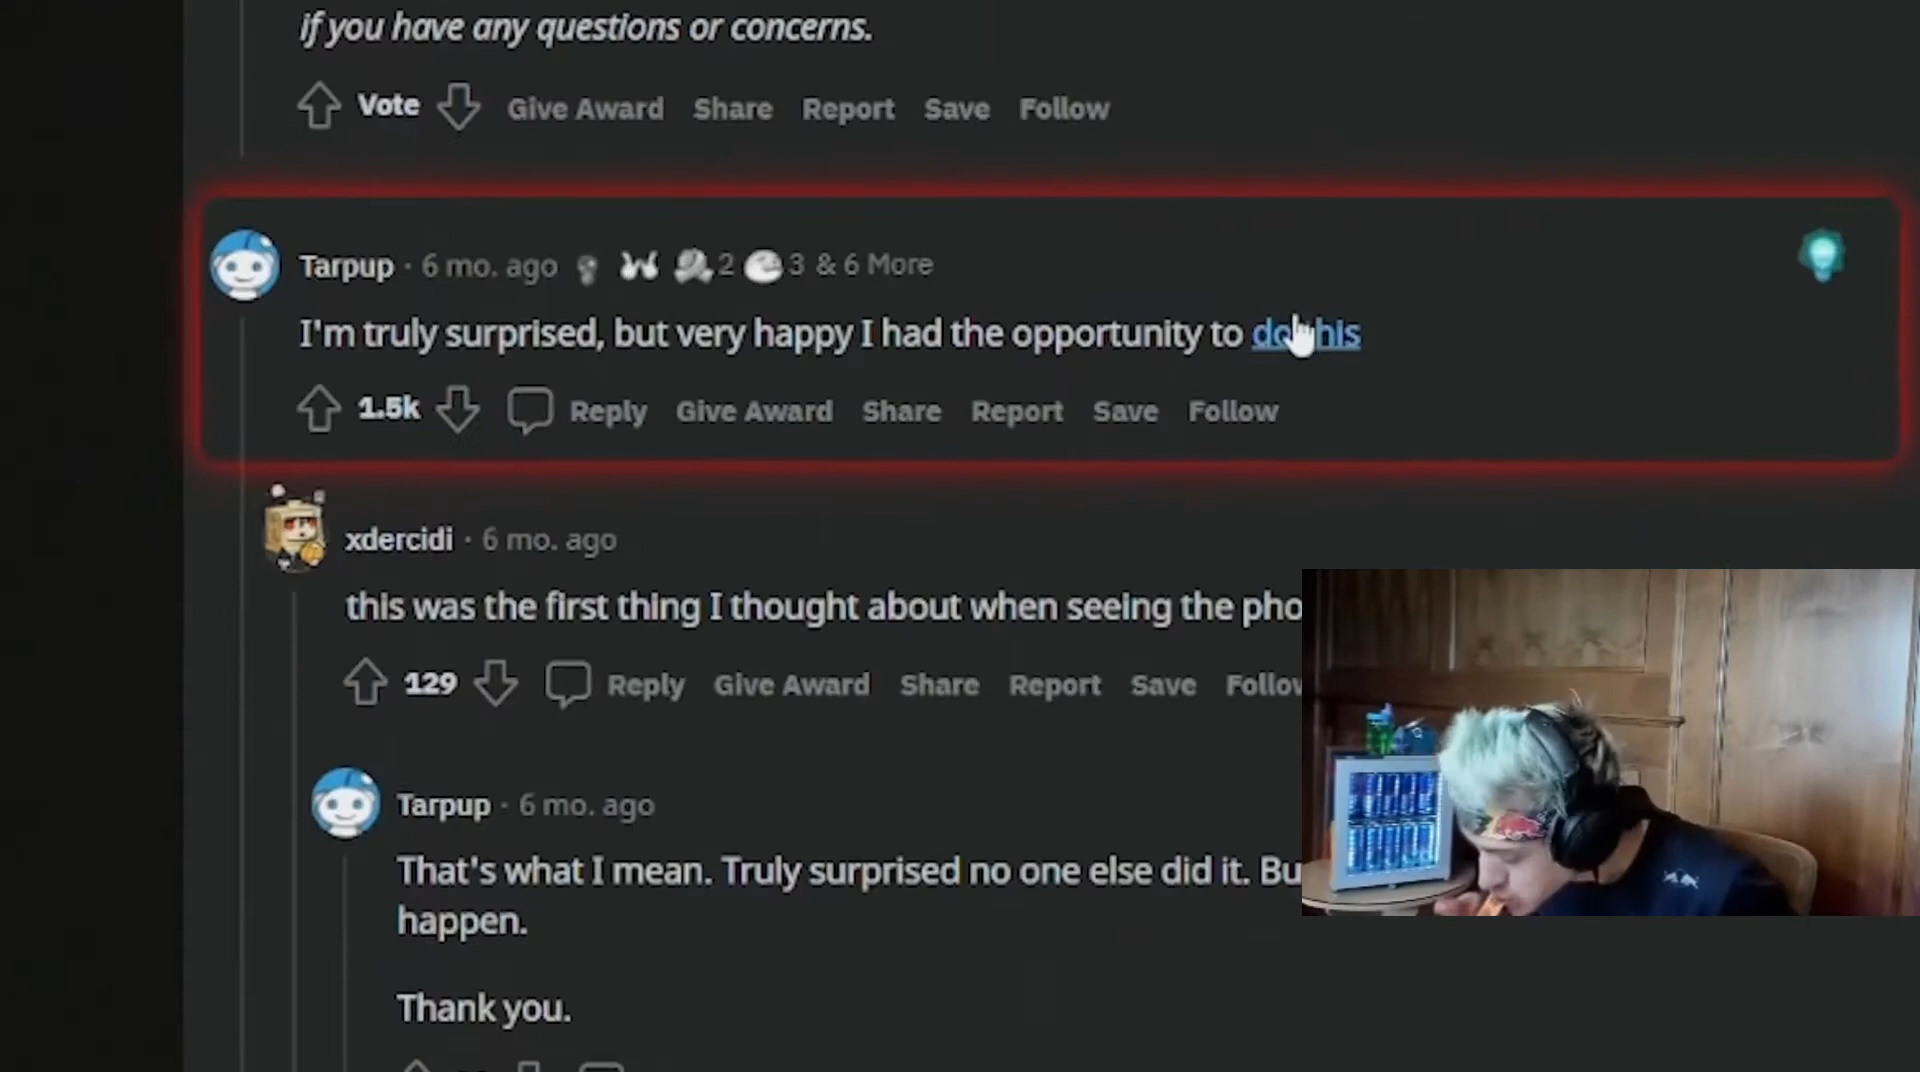 if you have any questions or concerns.
Vote Give Award Share Report Save Follow
Tarpup · 6 mo. ago 2 3 & 6 More
I'm truly surprised, but very happy I had the opportunity to do this
1.5k Reply Give Award Share Report Save Follow
xdercidi · 6 mo. ago
this was the first thing I thought about when seeing the pho
129 Reply Give Award Share Report Save Follow
Tarpup · 6 mo. ago
That's what I mean. Truly surprised no one else did it. Bu
happen.
Thank you.